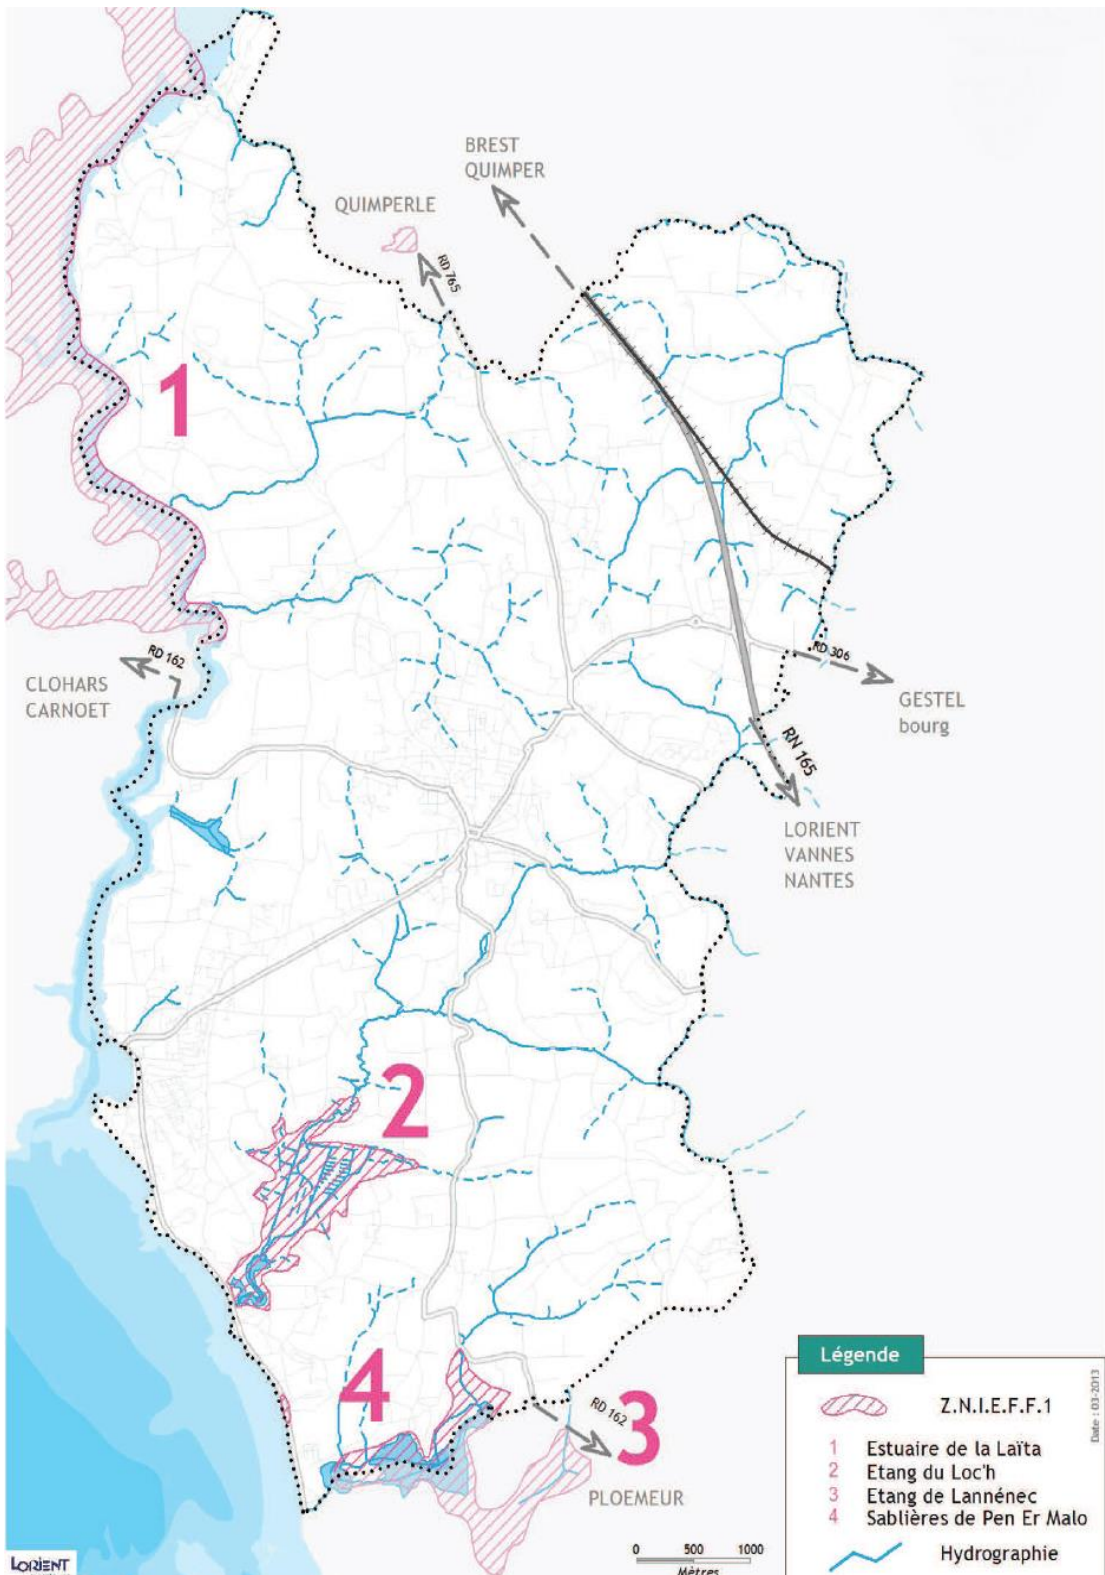 BREST
QUIMPER
QUIMPERLE
RD 765
1
RD 162
CLOHARS
CARNOET
RD 306
GESTEL
bourg
RN 165
LORIENT
VANNES
NANTES
2
4
3
RD 162
PLOEMEUR
Légende
Z.N.I.E.F.F.1
1 Estuaire de la Laïta
2 Etang du Loc'h
3 Etang de Lannénec
4 Sablières de Pen Er Malo
Hydrographie
Date : 03-2013
0 500 1000
Mètres
LORIENT